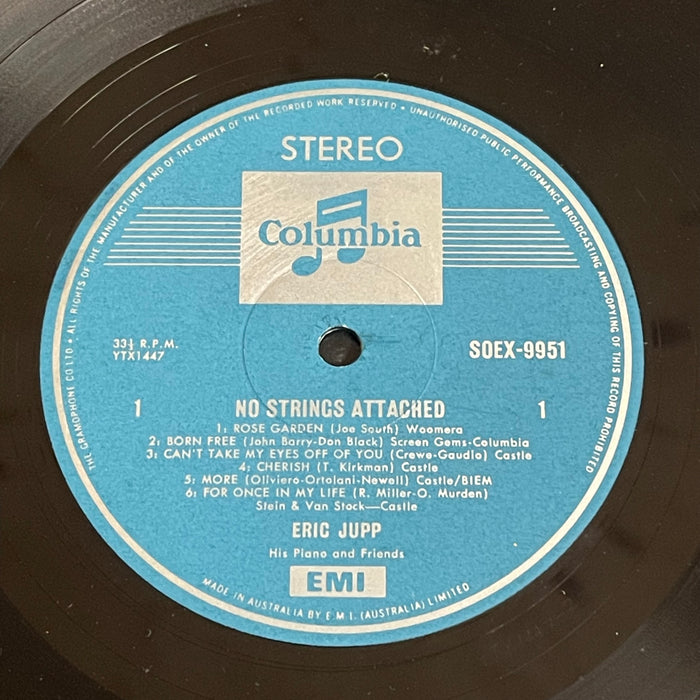 THE GRAMOPHONE CO LTD • ALL RIGHTS OF THE MANUFACTURER AND OF THE OWNER OF THE RECORDED WORK RESERVED • UNAUTHORISED PUBLIC PERFORMANCE BROADCASTING AND COPYING OF THIS RECORD PROHIBITED
STEREO
Columbia
33⅓ R.P.M.
YTX1447
SOEX-9951
1 NO STRINGS ATTACHED 1
1: ROSE GARDEN (Joe South) Woomera
2: BORN FREE (John Barry-Don Black) Screen Gems-Columbia
3: CAN'T TAKE MY EYES OFF OF YOU (Crewe-Gaudio) Castle
4: CHERISH (T. Kirkman) Castle
5: MORE (Oliviero-Ortolani-Newell) Castle/BIEM
6: FOR ONCE IN MY LIFE (R. Miller-O. Murden)
Stein & Van Stock—Castle
ERIC JUPP
His Piano and Friends
EMI
MADE IN AUSTRALIA BY E.M.I. (AUSTRALIA) LIMITED